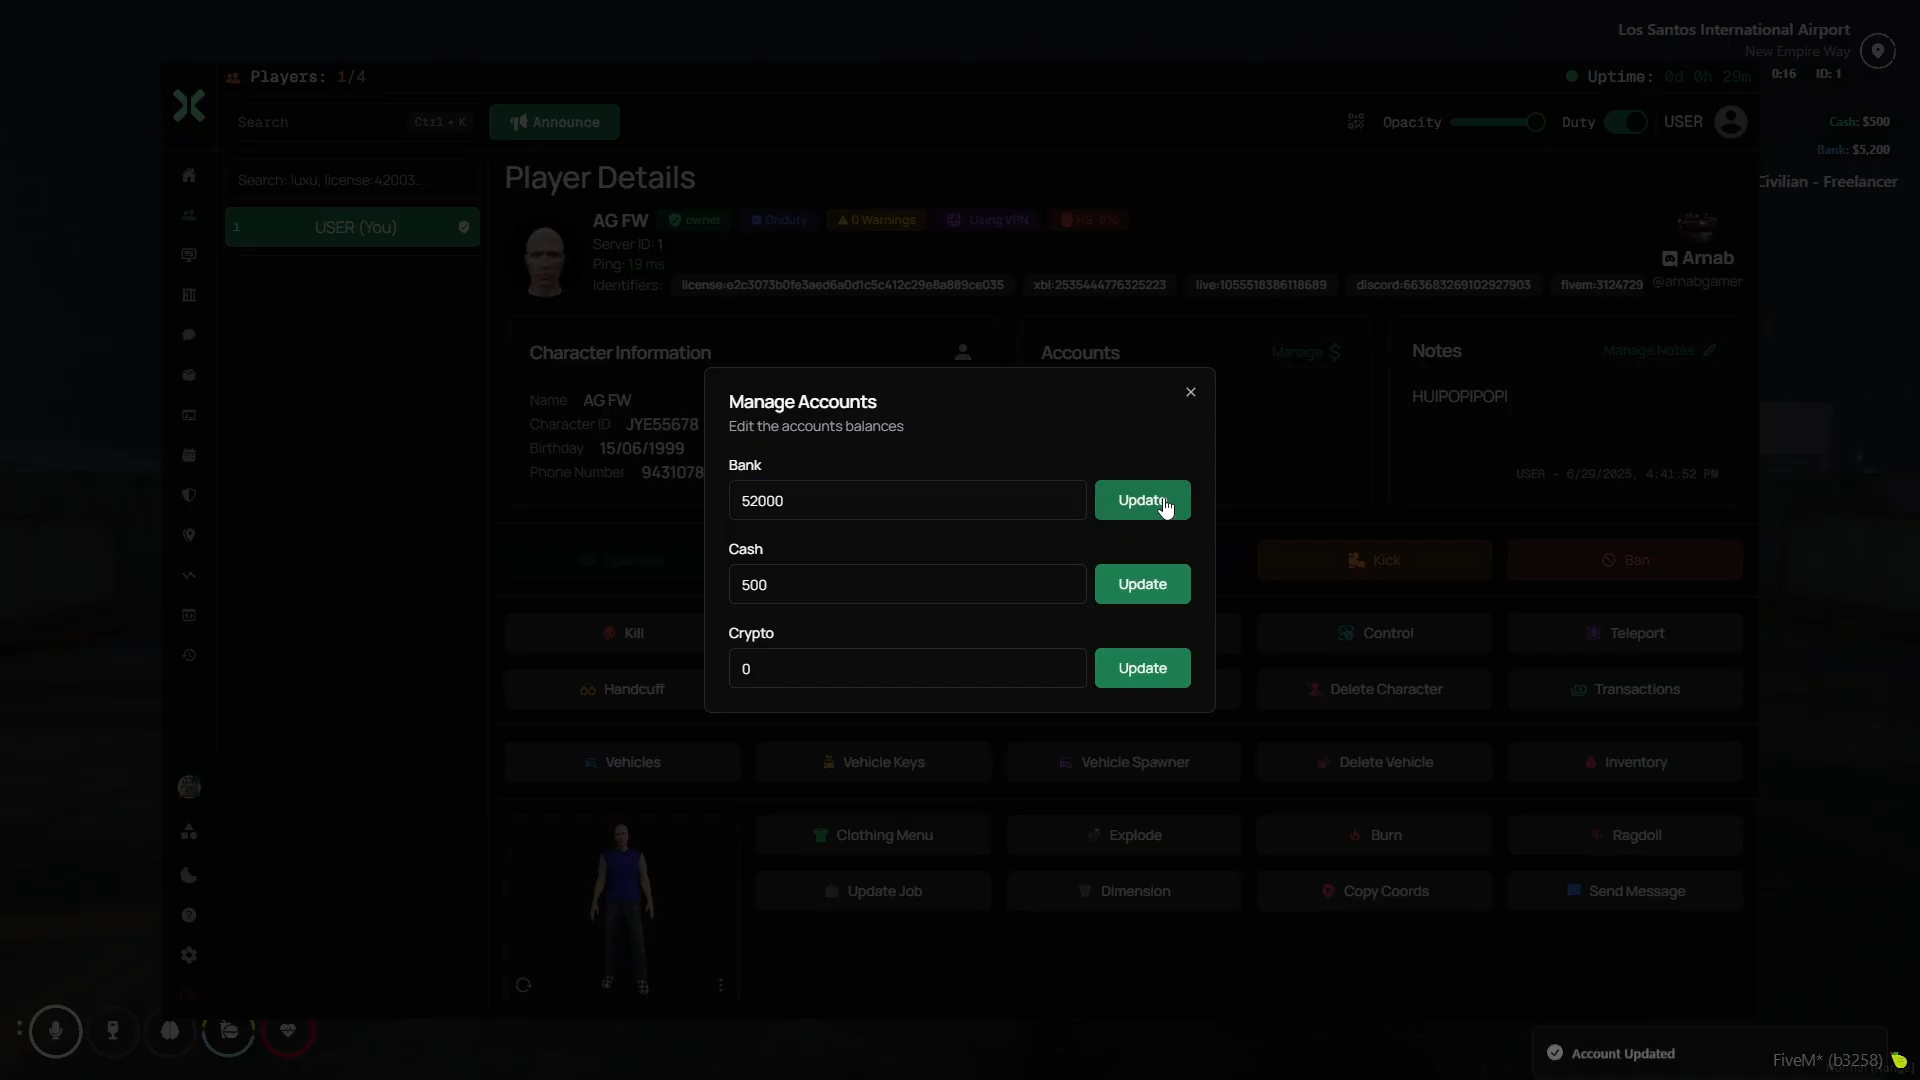 Los Santos International Airport
New Empire Way
Players: 1/4
Uptime: 0d 0h 29m
0:16 ID: 1
Search Ctrl + K
Announce
Opacity
Duty
USER
Cash: $500
Bank: $5,200
Civilian - Freelancer
Search: luxu, license:42003...
1 USER (You)
Player Details
AG FW owner Onduty 0 Warnings Using VPN HS 0%
Server ID: 1
Ping: 19 ms
Identifiers: license:e2c3073b0fe3aed6a0d1c5c412c29e8a889ce035 xbl:2535444776325223 live:1055518386118689 discord:663683269102927903 fivem:3124729
Arnab
@arnabgamer
Character Information
Name AG FW
Character ID JYE55678
Birthday 15/06/1999
Phone Number 9431078
Accounts
Manage $
Notes
Manage Notes
HUIPOPIPOPI
USER - 6/29/2025, 4:41:52 PM
Manage Accounts
Edit the accounts balances
Bank
52000 Update
Cash
500 Update
Crypto
0 Update
Kick Ban
Kill Control Teleport
Handcuff Delete Character Transactions
Vehicles Vehicle Keys Vehicle Spawner Delete Vehicle Inventory
Clothing Menu Explode Burn Ragdoll
Update Job Dimension Copy Coords Send Message
Account Updated
FiveM* (b3258)